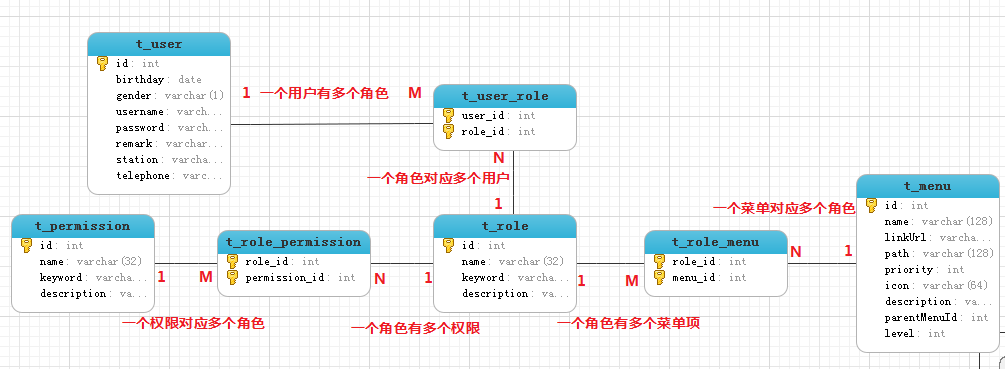 t_user
id: int
birthday: date
gender: varchar(1)
username: varch...
password: varch...
remark: varchar...
station: varcha...
telephone: varc...
1 一个用户有多个角色 M
t_user_role
user_id: int
role_id: int
N
一个角色对应多个用户
1
t_permission
id: int
name: varchar(32)
keyword: varcha...
description: va...
1
M
一个权限对应多个角色
t_role_permission
role_id: int
permission_id: int
N
1
一个角色有多个权限
t_role
id: int
name: varchar(32)
keyword: varcha...
description: va...
1
M
一个角色有多个菜单项
t_role_menu
role_id: int
menu_id: int
一个菜单对应多个角色
N
1
t_menu
id: int
name: varchar(128)
linkUrl: varcha...
path: varchar(128)
priority: int
icon: varchar(64)
description: va...
parentMenuId: int
level: int